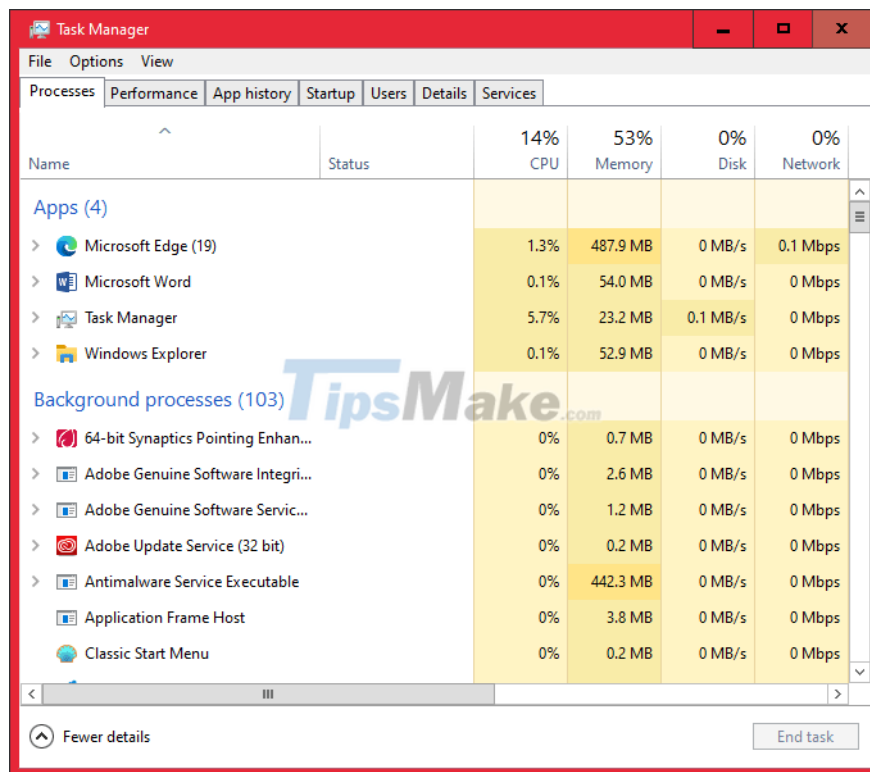 Task Manager
File Options View
Processes Performance App history Startup Users Details Services
14% 53% 0% 0%
Name Status CPU Memory Disk Network
Apps (4)
Microsoft Edge (19) 1.3% 487.9 MB 0 MB/s 0.1 Mbps
Microsoft Word 0.1% 54.0 MB 0 MB/s 0 Mbps
Task Manager 5.7% 23.2 MB 0.1 MB/s 0 Mbps
Windows Explorer 0.1% 52.9 MB 0 MB/s 0 Mbps
Background processes (103)
TipsMake.com
64-bit Synaptics Pointing Enhan... 0% 0.7 MB 0 MB/s 0 Mbps
Adobe Genuine Software Integri... 0% 2.6 MB 0 MB/s 0 Mbps
Adobe Genuine Software Servic... 0% 1.2 MB 0 MB/s 0 Mbps
Adobe Update Service (32 bit) 0% 0.2 MB 0 MB/s 0 Mbps
Antimalware Service Executable 0% 442.3 MB 0 MB/s 0 Mbps
Application Frame Host 0% 3.8 MB 0 MB/s 0 Mbps
Classic Start Menu 0% 0.2 MB 0 MB/s 0 Mbps
Fewer details End task